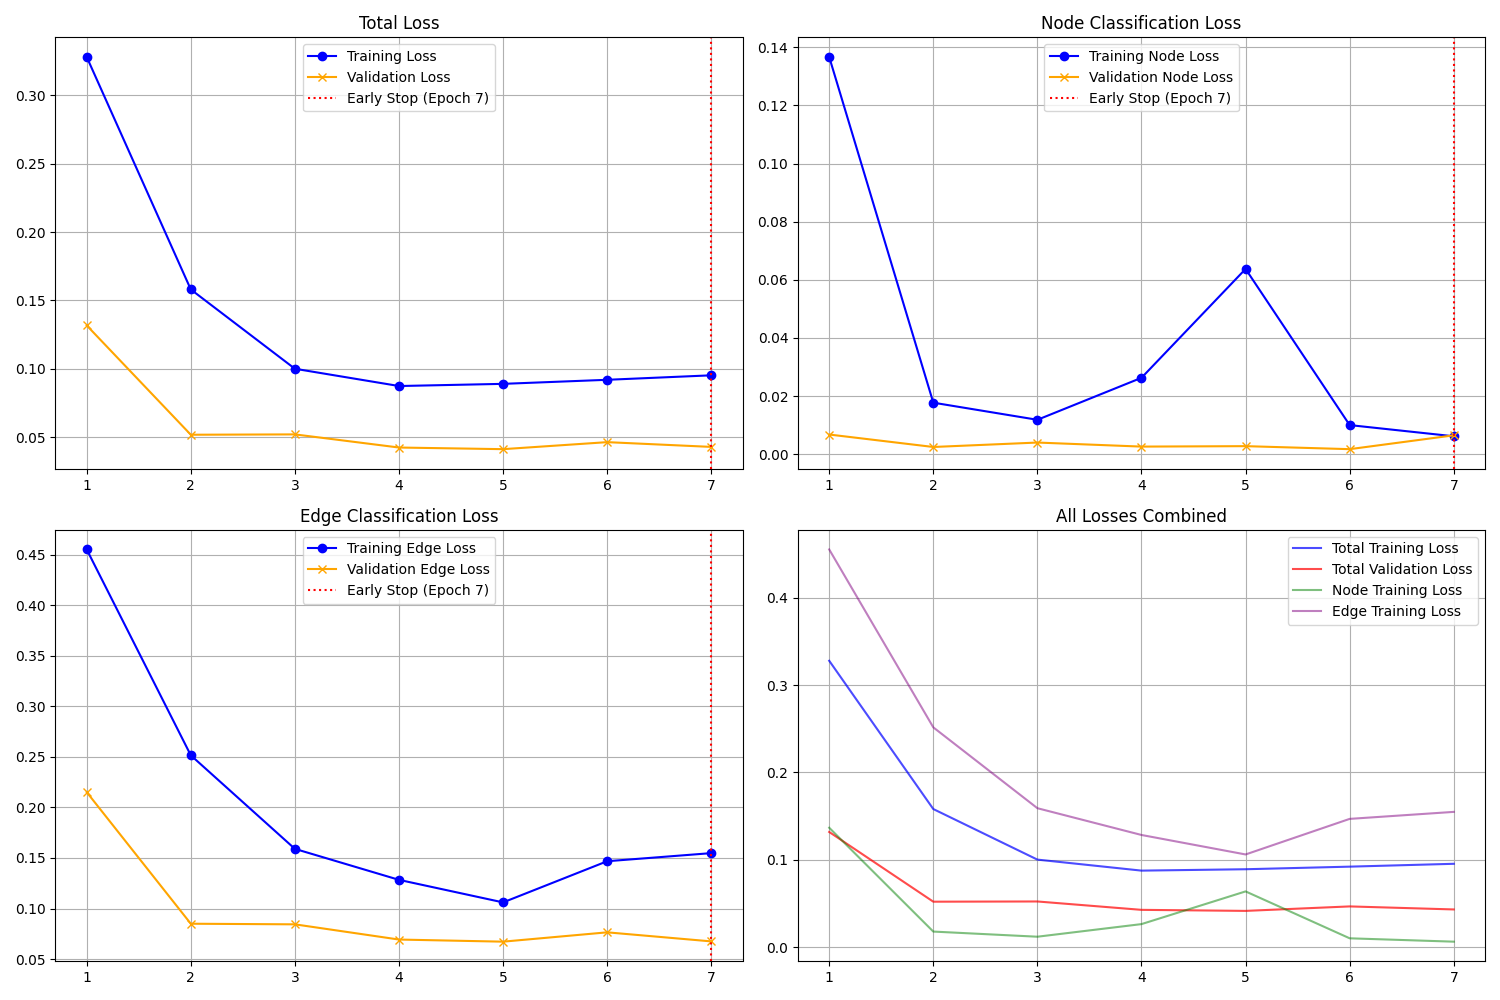 Total Loss
Training Loss
Validation Loss
Early Stop (Epoch 7)
0.30
0.25
0.20
0.15
0.10
0.05
1 2 3 4 5 6 7
Node Classification Loss
Training Node Loss
Validation Node Loss
Early Stop (Epoch 7)
0.14
0.12
0.10
0.08
0.06
0.04
0.02
0.00
1 2 3 4 5 6 7
Edge Classification Loss
Training Edge Loss
Validation Edge Loss
Early Stop (Epoch 7)
0.45
0.40
0.35
0.30
0.25
0.20
0.15
0.10
0.05
1 2 3 4 5 6 7
All Losses Combined
Total Training Loss
Total Validation Loss
Node Training Loss
Edge Training Loss
0.4
0.3
0.2
0.1
0.0
1 2 3 4 5 6 7